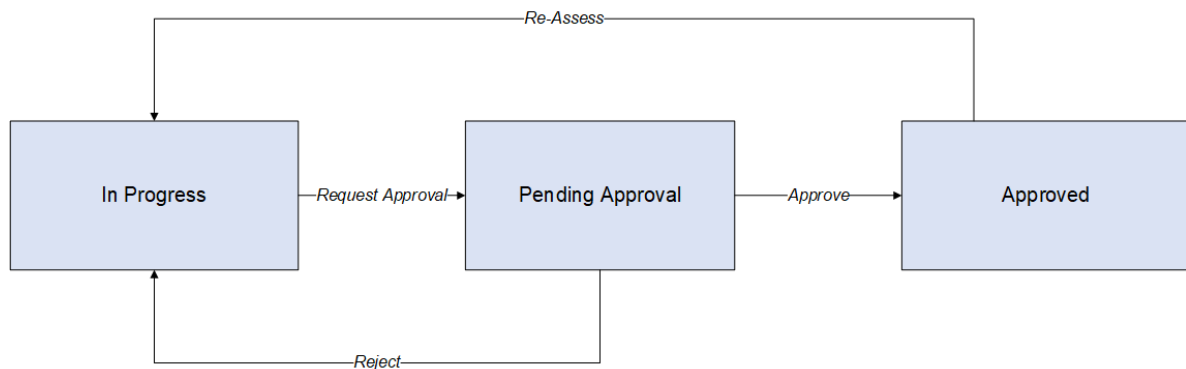 Re-Assess
In Progress
Request Approval
Pending Approval
Approve
Approved
Reject